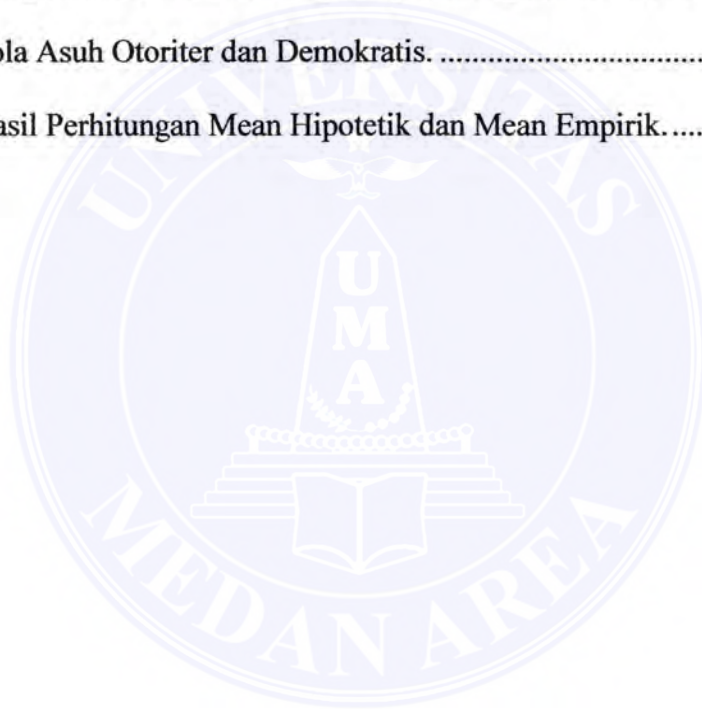 ola Asuh Otoriter dan Demokratis. ..................................
asil Perhitungan Mean Hipotetik dan Mean Empirik. .....
UNIVERSITAS
U
M
A
MEDAN AREA